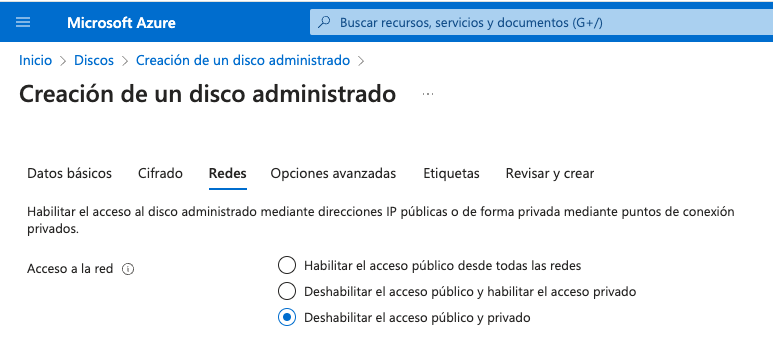 Microsoft Azure
Buscar recursos, servicios y documentos (G+/)
Inicio > Discos > Creación de un disco administrado >
Creación de un disco administrado ...
Datos básicos Cifrado Redes Opciones avanzadas Etiquetas Revisar y crear
Habilitar el acceso al disco administrado mediante direcciones IP públicas o de forma privada mediante puntos de conexión
privados.
Acceso a la red
Habilitar el acceso público desde todas las redes
Deshabilitar el acceso público y habilitar el acceso privado
Deshabilitar el acceso público y privado